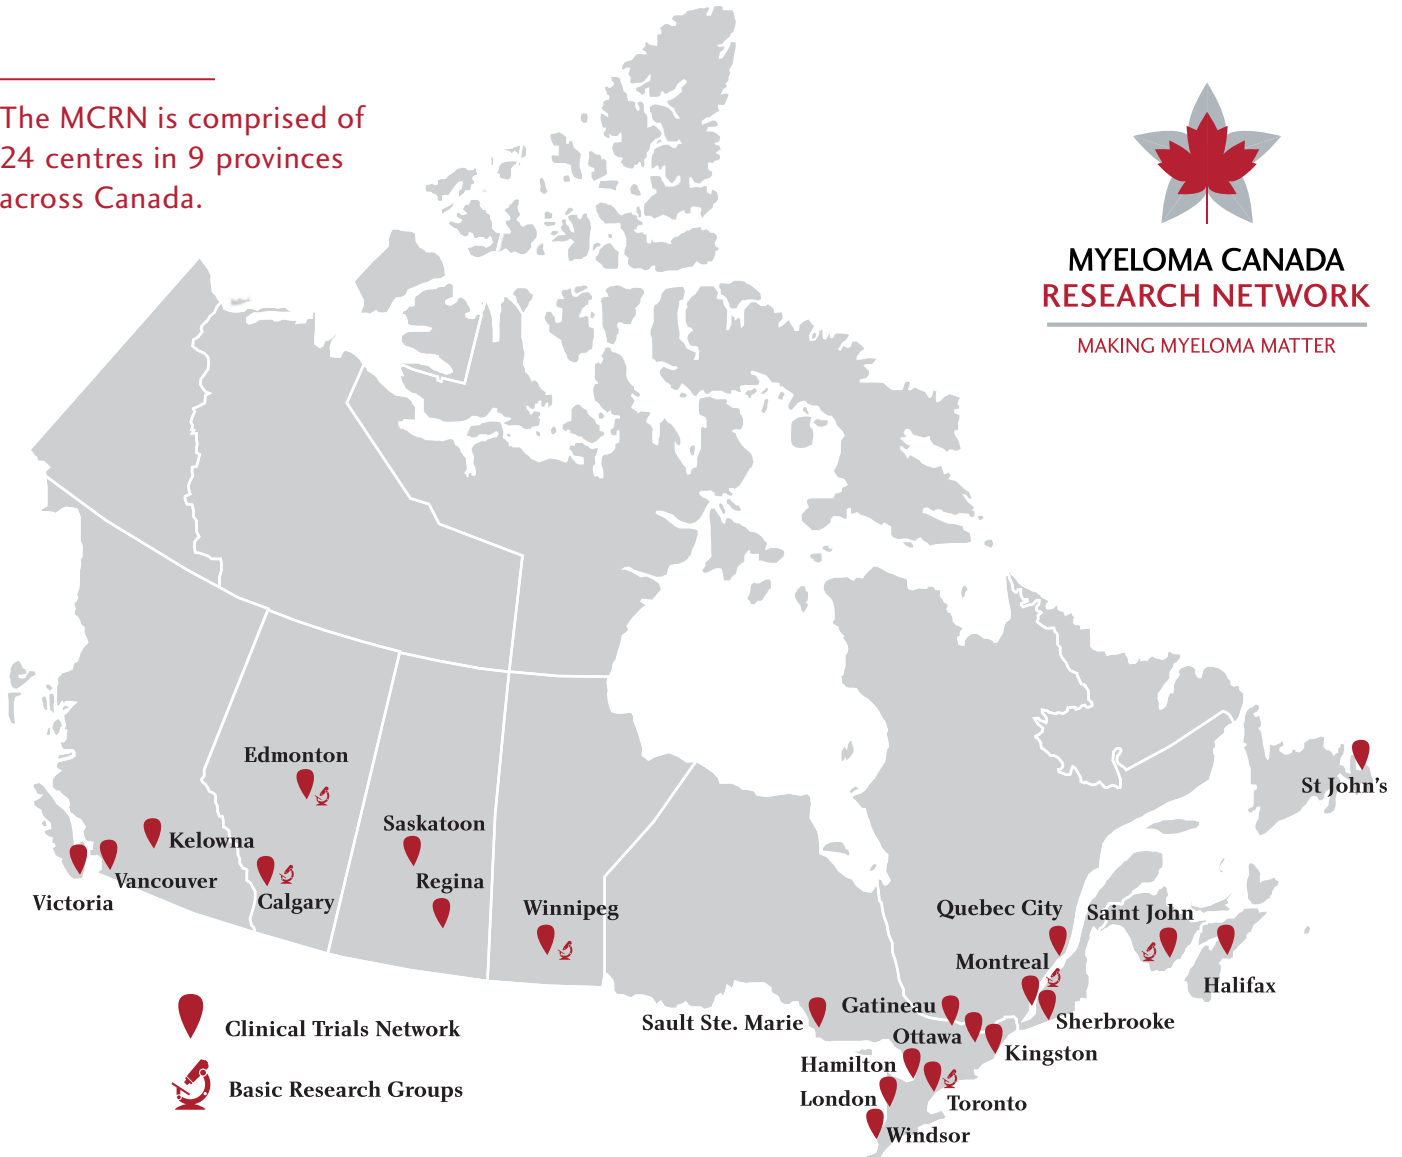 The MCRN is comprised of
24 centres in 9 provinces
across Canada.
MYELOMA CANADA
RESEARCH NETWORK
MAKING MYELOMA MATTER
Edmonton
St John's
Saskatoon
Kelowna
Vancouver
Regina
Victoria
Calgary
Winnipeg
Quebec City
Saint John
Montreal
Halifax
Gatineau
Sault Ste. Marie
Sherbrooke
Clinical Trials Network
Ottawa
Kingston
Hamilton
Basic Research Groups
London
Toronto
Windsor